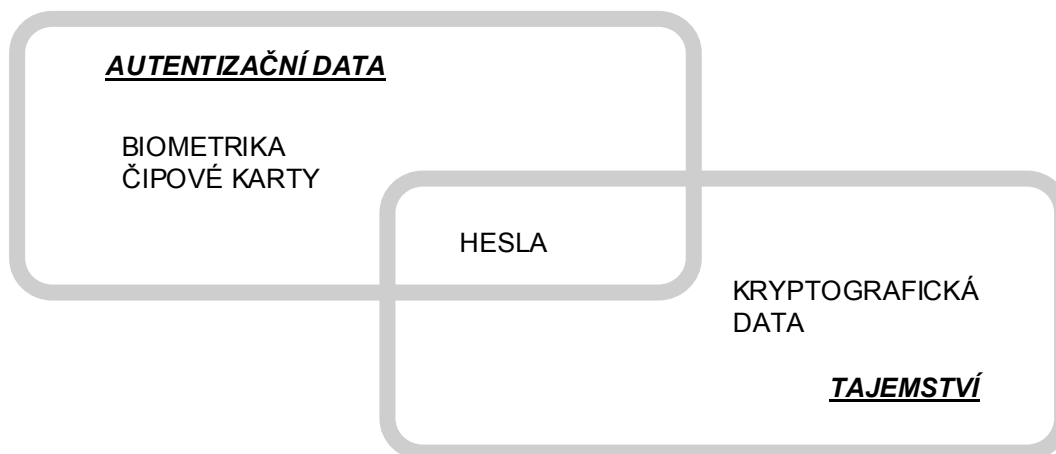 AUTENTIZAČNÍ DATA
BIOMETRIKA
ČIPOVÉ KARTY
HESLA
KRYPTOGRAFICKÁ
DATA
TAJEMSTVÍ